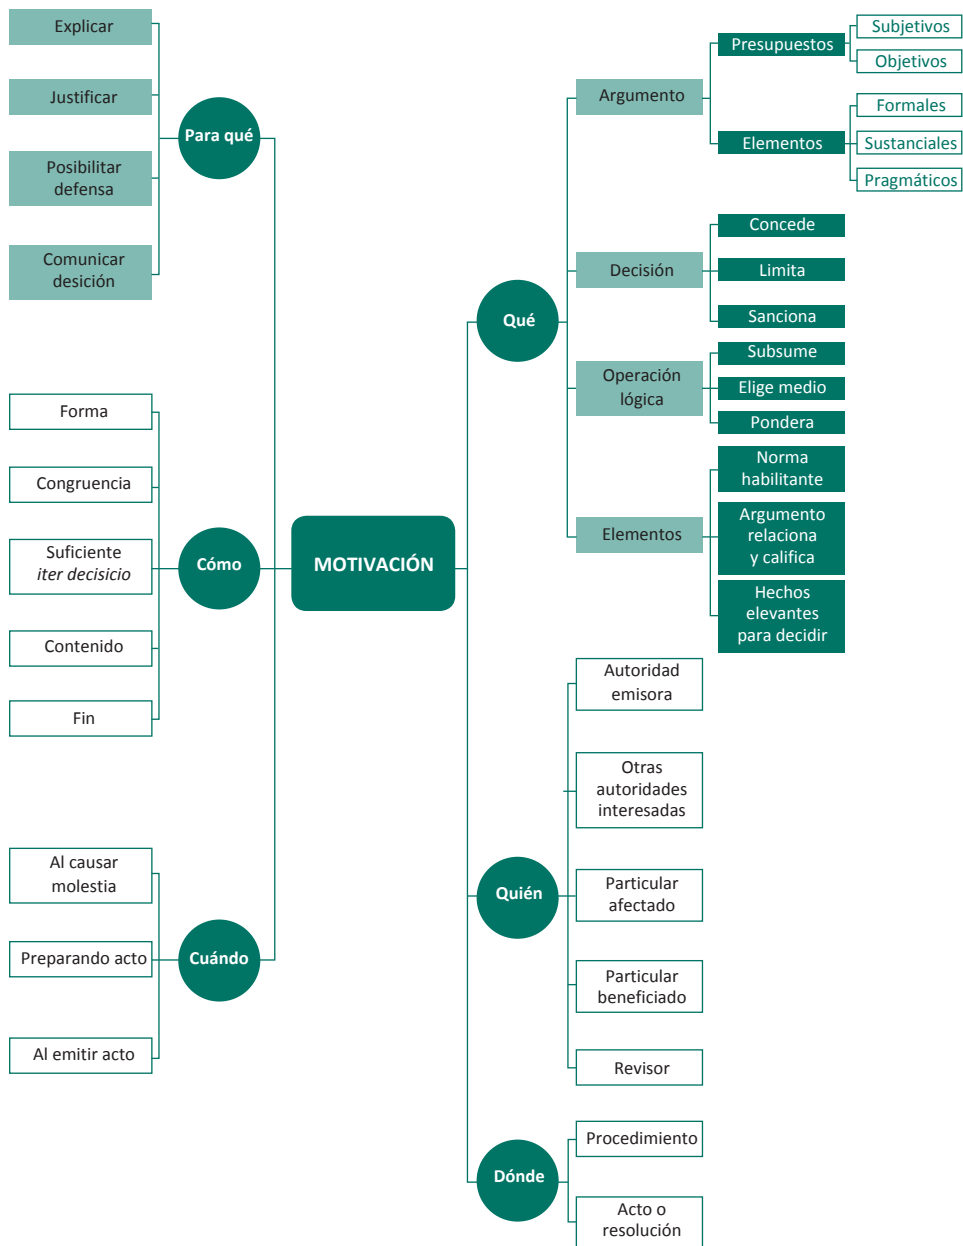 Explicar
Justificar
Posibilitar
defensa
Comunicar
desición
Para qué
Forma
Congruencia
Suficiente
iter decisicio
Contenido
Fin
Cómo
Al causar
molestia
Preparando acto
Al emitir acto
Cuándo
MOTIVACIÓN
Qué
Argumento
Presupuestos
Subjetivos
Objetivos
Elementos
Formales
Sustanciales
Pragmáticos
Decisión
Concede
Limita
Sanciona
Operación
lógica
Subsume
Elige medio
Pondera
Elementos
Norma
habilitante
Argumento
relaciona
y califica
Hechos
elevantes
para decidir
Quién
Autoridad
emisora
Otras
autoridades
interesadas
Particular
afectado
Particular
beneficiado
Revisor
Dónde
Procedimiento
Acto o
resolución